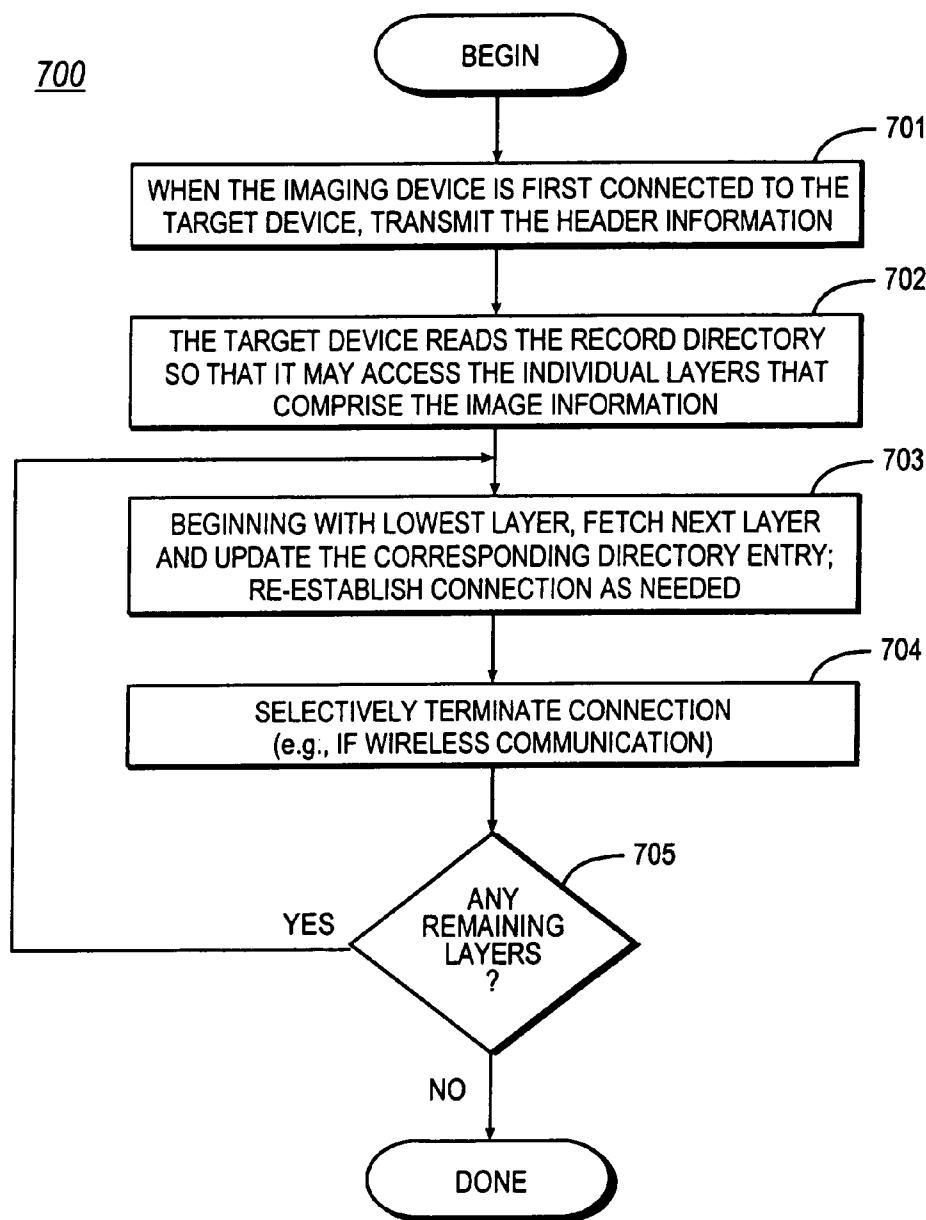 700
BEGIN
701
WHEN THE IMAGING DEVICE IS FIRST CONNECTED TO THE
TARGET DEVICE, TRANSMIT THE HEADER INFORMATION
702
THE TARGET DEVICE READS THE RECORD DIRECTORY
SO THAT IT MAY ACCESS THE INDIVIDUAL LAYERS THAT
COMPRISE THE IMAGE INFORMATION
703
BEGINNING WITH LOWEST LAYER, FETCH NEXT LAYER
AND UPDATE THE CORRESPONDING DIRECTORY ENTRY;
RE-ESTABLISH CONNECTION AS NEEDED
704
SELECTIVELY TERMINATE CONNECTION
(e.g., IF WIRELESS COMMUNICATION)
705
ANY
REMAINING
LAYERS
?
YES
NO
DONE